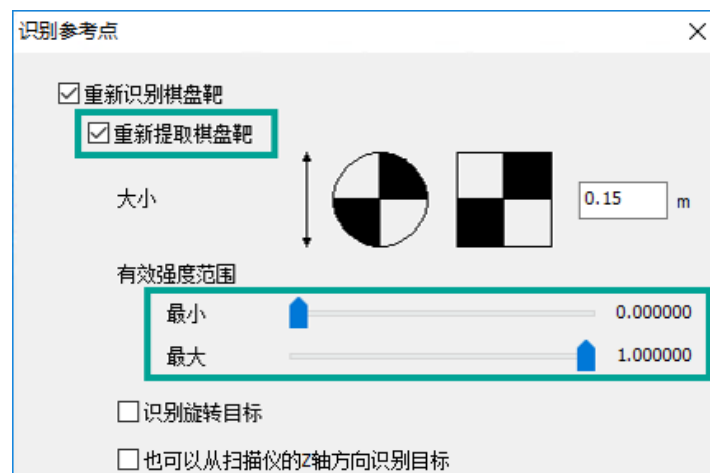 识别参考点
重新识别棋盘靶
重新提取棋盘靶
大小
0.15 m
有效强度范围
最小 0.000000
最大 1.000000
识别旋转目标
也可以从扫描仪的Z轴方向识别目标